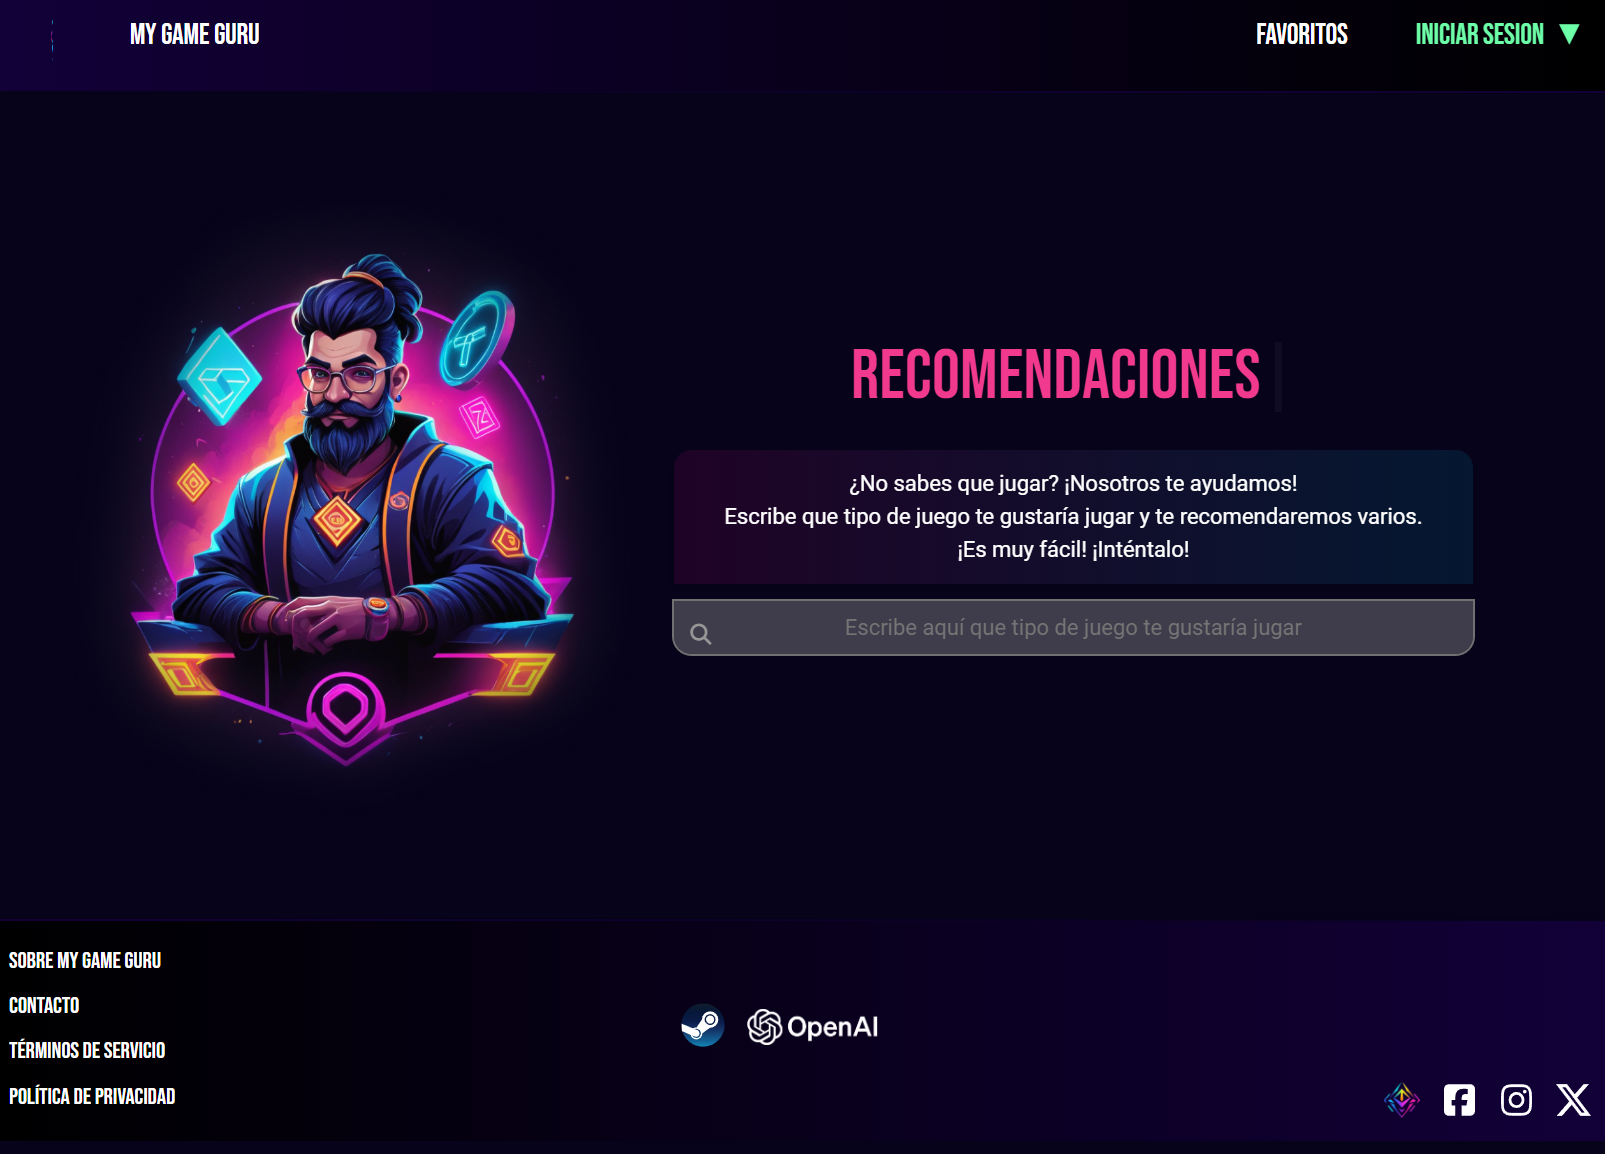 MY GAME GURU
FAVORITOS
INICIAR SESION ▼
RECOMENDACIONES
¿No sabes que jugar? ¡Nosotros te ayudamos!
Escribe que tipo de juego te gustaría jugar y te recomendaremos varios.
¡Es muy fácil! ¡Inténtalo!
Escribe aquí que tipo de juego te gustaría jugar
SOBRE MY GAME GURU
CONTACTO
TÉRMINOS DE SERVICIO
POLÍTICA DE PRIVACIDAD
OpenAI